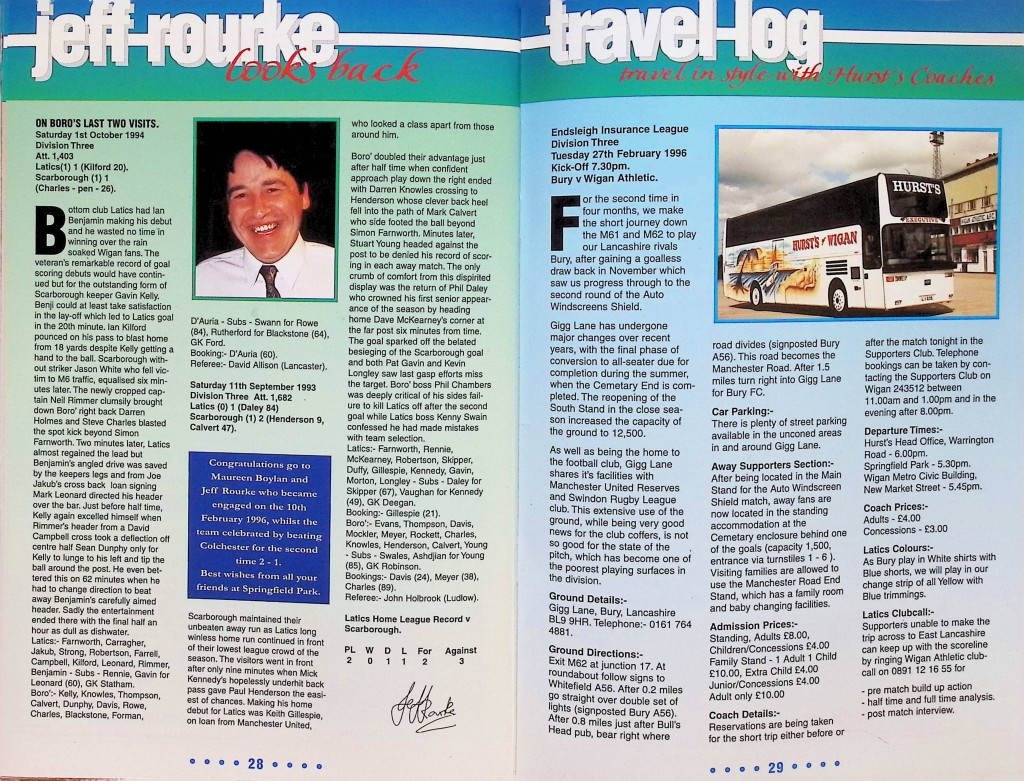 jeff rourke
looks back
ON BORO'S LAST TWO VISITS.
Saturday 1st October 1994
Division Three
Att. 1,403
Latics(1) 1 (Kilford 20).
Scarborough (1) 1
(Charles - pen - 26).
Bottom club Latics had Ian
Benjamin making his debut
and he wasted no time in
winning over the rain
soaked Wigan fans. The
veteran's remarkable record of goal
scoring debuts would have contin-
ued but for the outstanding form of
Scarborough keeper Gavin Kelly.
Benji could at least take satisfaction
in the lay-off which led to Latics goal
in the 20th minute. Ian Kilford
pounced on his pass to blast home
from 18 yards despite Kelly getting a
hand to the ball. Scarborough with-
out striker Jason White who fell vic-
tim to M6 traffic, equalised six min-
utes later. The newly cropped cap-
tain Neil Rimmer clumsily brought
down Boro' right back Darren
Holmes and Steve Charles blasted
the spot kick beyond Simon
Farnworth. Two minutes later, Latics
almost regained the lead but
Benjamin's angled drive was saved
by the keepers legs and from Joe
Jakub's cross back loan signing
Mark Leonard directed his header
over the bar. Just before half time,
Kelly again excelled himself when
Rimmer's header from a David
Campbell cross took a deflection off
centre half Sean Dunphy only for
Kelly to lunge to his left and tip the
ball around the post. He even bet-
tered this on 62 minutes when he
had to change direction to beat
away Benjamin's carefully aimed
header. Sadly the entertainment
ended there with the final half an
hour as dull as dishwater.
Latics:- Farnworth, Carragher,
Jakub, Strong, Robertson, Farrell,
Campbell, Kilford, Leonard, Rimmer,
Benjamin - Subs - Rennie, Gavin for
Leonard (60), GK Statham.
Boro':- Kelly, Knowles, Thompson,
Calvert, Dunphy, Davis, Rowe,
Charles, Blackstone, Forman,
D'Auria - Subs - Swann for Rowe
(84), Rutherford for Blackstone (64),
GK Ford.
Booking:- D'Auria (60).
Referee:- David Allison (Lancaster).
Saturday 11th September 1993
Division Three Att. 1,682
Latics (0) 1 (Daley 84)
Scarborough (1) 2 (Henderson 9,
Calvert 47).
Congratulations go to
Maureen Boylan and
Jeff Rourke who became
engaged on the 10th
February 1996, whilst the
team celebrated by beating
Colchester for the second
time 2 - 1.
Best wishes from all your
friends at Springfield Park.
Scarborough maintained their
unbeaten away run as Latics long
winless home run continued in front
of their lowest league crowd of the
season. The visitors went in front
after only nine minutes when Mick
Kennedy's hopelessly underhit back
pass gave Paul Henderson the easi-
est of chances. Making his home
debut for Latics was Keith Gillespie,
on loan from Manchester United,
who looked a class apart from those
around him.
Boro' doubled their advantage just
after half time when confident
approach play down the right ended
with Darren Knowles crossing to
Henderson whose clever back heel
fell into the path of Mark Calvert
who side footed the ball beyond
Simon Farnworth. Minutes later,
Stuart Young headed against the
post to be denied his record of scor-
ing in each away match. The only
crumb of comfort from this dispirited
display was the return of Phil Daley
who crowned his first senior appear-
ance of the season by heading
home Dave McKearney's corner at
the far post six minutes from time.
The goal sparked off the belated
besieging of the Scarborough goal
and both Pat Gavin and Kevin
Longley saw last gasp efforts miss
the target. Boro' boss Phil Chambers
was deeply critical of his sides fail-
ure to kill Latics off after the second
goal while Latics boss Kenny Swain
confessed he had made mistakes
with team selection.
Latics:- Farnworth, Rennie,
McKearney, Robertson, Skipper,
Duffy, Gillespie, Kennedy, Gavin,
Morton, Longley - Subs - Daley for
Skipper (67), Vaughan for Kennedy
(49), GK Deegan.
Booking:- Gillespie (21).
Boro':- Evans, Thompson, Davis,
Mockler, Meyer, Rockett, Charles,
Knowles, Henderson, Calvert, Young
- Subs - Swales, Ashdjian for Young
(85), GK Robinson.
Bookings:- Davis (24), Meyer (38),
Charles (89).
Referee:- John Holbrook (Ludlow).
Latics Home League Record v
Scarborough.
PL W D L For Against
2 0 1 1 2 3
Jeff Rourke
28
travel log
travel in style with Hurst's Coaches
Endsleigh Insurance League
Division Three
Tuesday 27th February 1996
Kick-Off 7.30pm.
Bury v Wigan Athletic.
For the second time in
four months, we make
the short journey down
the M61 and M62 to play
our Lancashire rivals
Bury, after gaining a goalless
draw back in November which
saw us progress through to the
second round of the Auto
Windscreens Shield.
Gigg Lane has undergone
major changes over recent
years, with the final phase of
conversion to all-seater due for
completion during the summer,
when the Cemetary End is com-
pleted. The reopening of the
South Stand in the close sea-
son increased the capacity of
the ground to 12,500.
As well as being the home to
the football club, Gigg Lane
shares it's facilities with
Manchester United Reserves
and Swindon Rugby League
club. This extensive use of the
ground, while being very good
news for the club coffers, is not
so good for the state of the
pitch, which has become one of
the poorest playing surfaces in
the division.
Ground Details:-
Gigg Lane, Bury, Lancashire
BL9 9HR. Telephone:- 0161 764
4881.
Ground Directions:-
Exit M62 at junction 17. At
roundabout follow signs to
Whitefield A56. After 0.2 miles
go straight over double set of
lights (signposted Bury A56).
After 0.8 miles just after Bull's
Head pub, bear right where
HURST'S
EXECUTIVE
HURST'S OF WIGAN
road divides (signposted Bury
A56). This road becomes the
Manchester Road. After 1.5
miles turn right into Gigg Lane
for Bury FC.
Car Parking:-
There is plenty of street parking
available in the unconed areas
in and around Gigg Lane.
Away Supporters Section:-
After being located in the Main
Stand for the Auto Windscreen
Shield match, away fans are
now located in the standing
accommodation at the
Cemetary enclosure behind one
of the goals (capacity 1,500,
entrance via turnstiles 1 - 6 ).
Visiting families are allowed to
use the Manchester Road End
Stand, which has a family room
and baby changing facilities.
Admission Prices:-
Standing, Adults £8.00,
Children/Concessions £4.00
Family Stand - 1 Adult 1 Child
£10.00, Extra Child £4.00
Junior/Concessions £4.00
Adult only £10.00
Coach Details:-
Reservations are being taken
for the short trip either before or
after the match tonight in the
Supporters Club. Telephone
bookings can be taken by con-
tacting the Supporters Club on
Wigan 243512 between
11.00am and 1.00pm and in the
evening after 8.00pm.
Departure Times:-
Hurst's Head Office, Warrington
Road - 6.00pm.
Springfield Park - 5.30pm.
Wigan Metro Civic Building,
New Market Street - 5.45pm.
Coach Prices:-
Adults - £4.00
Concessions - £3.00
Latics Colours:-
As Bury play in White shirts with
Blue shorts, we will play in our
change strip of all Yellow with
Blue trimmings.
Latics Clubcall:-
Supporters unable to make the
trip across to East Lancashire
can keep up with the scoreline
by ringing Wigan Athletic club-
call on 0891 12 16 55 for
- pre match build up action
- half time and full time analysis.
- post match interview.
29